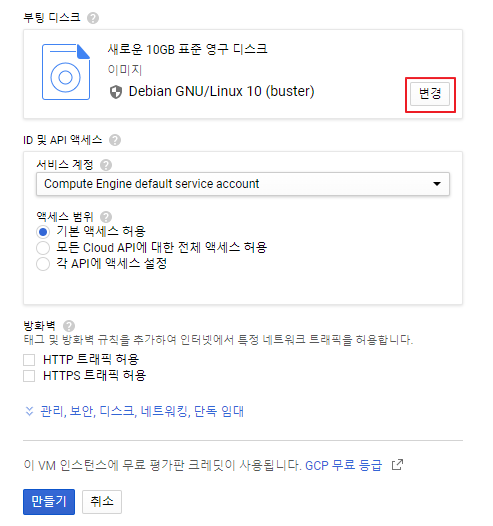 부팅 디스크
새로운 10GB 표준 영구 디스크
이미지
Debian GNU/Linux 10 (buster)
변경
ID 및 API 액세스
서비스 계정
Compute Engine default service account
액세스 범위
기본 액세스 허용
모든 Cloud API에 대한 전체 액세스 허용
각 API에 액세스 설정
방화벽
태그 및 방화벽 규칙을 추가하여 인터넷에서 특정 네트워크 트래픽을 허용합니다.
HTTP 트래픽 허용
HTTPS 트래픽 허용
관리, 보안, 디스크, 네트워킹, 단독 임대
이 VM 인스턴스에 무료 평가판 크레딧이 사용됩니다. GCP 무료 등급
만들기 취소